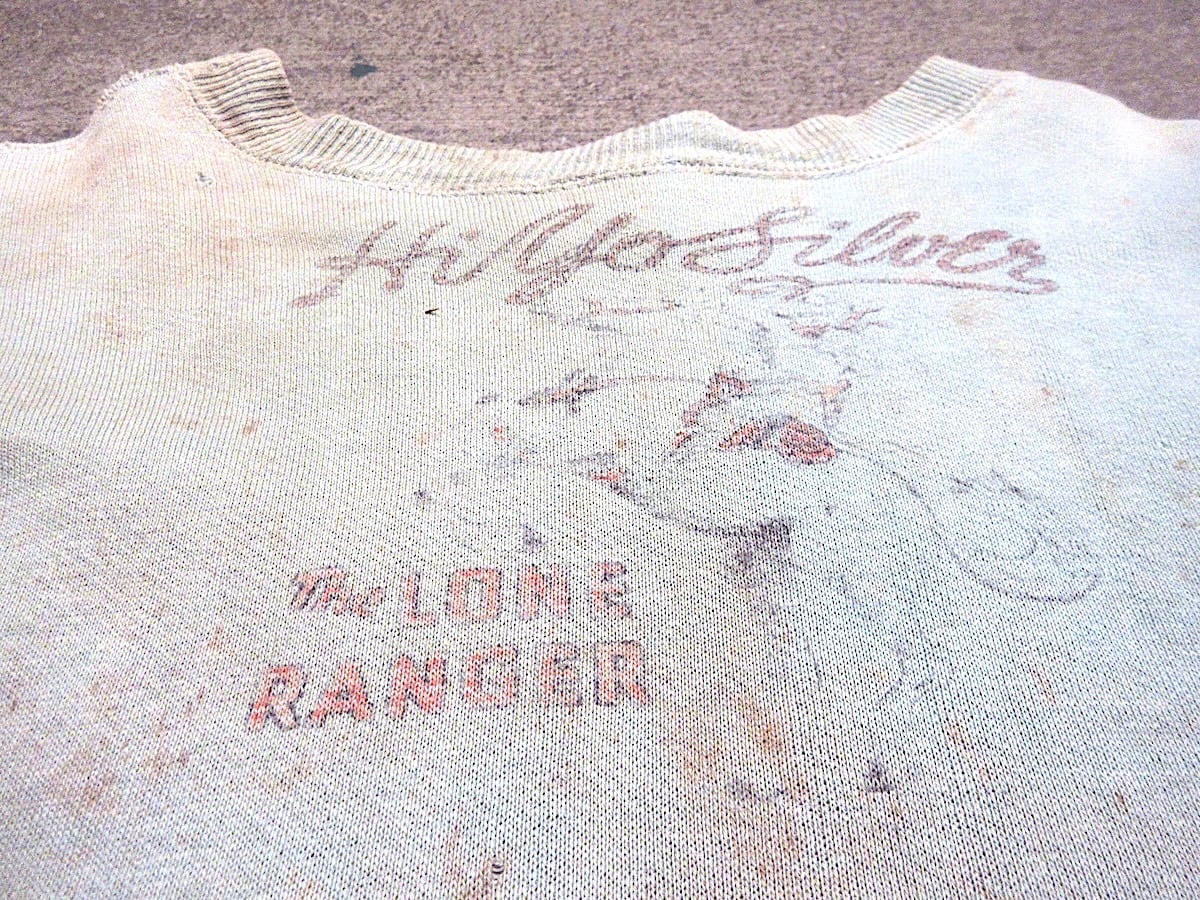 Hi Yo Silver
The LONE
RANGER